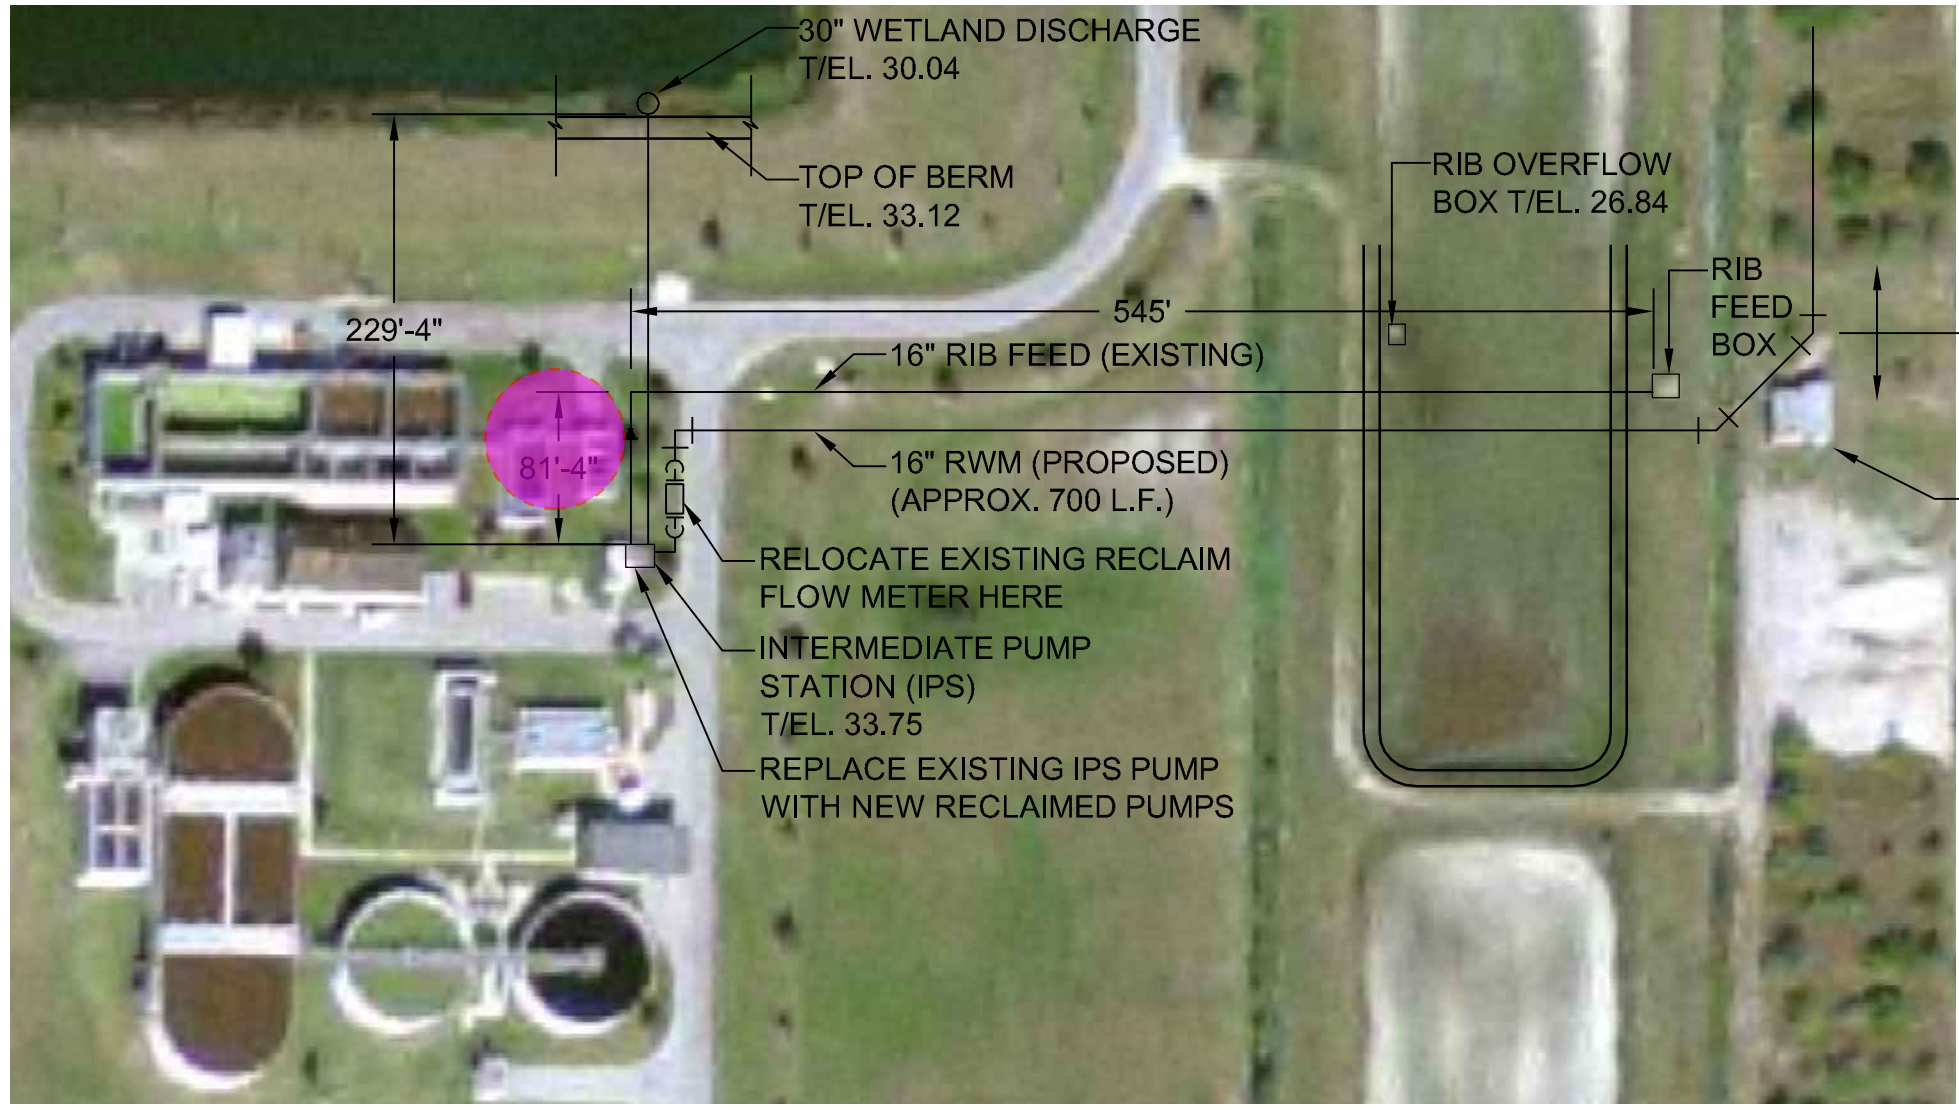 30" WETLAND DISCHARGE
T/EL. 30.04
TOP OF BERM
T/EL. 33.12
RIB OVERFLOW
BOX T/EL. 26.84
RIB
FEED
BOX
229'-4"
545'
16" RIB FEED (EXISTING)
81'-4"
16" RWM (PROPOSED)
(APPROX. 700 L.F.)
RELOCATE EXISTING RECLAIM
FLOW METER HERE
INTERMEDIATE PUMP
STATION (IPS)
T/EL. 33.75
REPLACE EXISTING IPS PUMP
WITH NEW RECLAIMED PUMPS